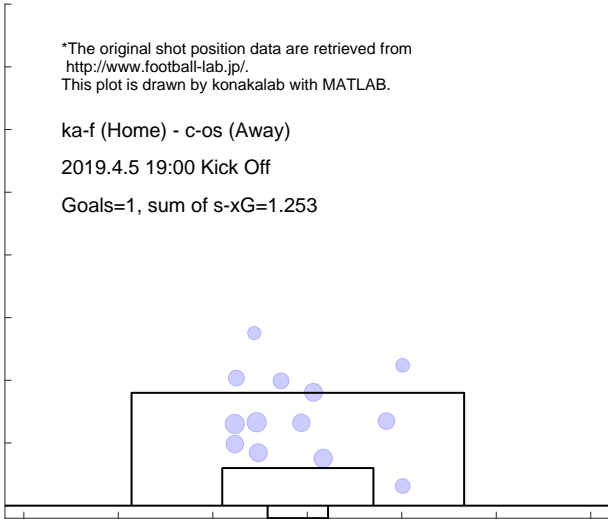 *The original shot position data are retrieved from
http://www.football-lab.jp/.
This plot is drawn by konakalab with MATLAB.
ka-f (Home) - c-os (Away)
2019.4.5 19:00 Kick Off
Goals=1, sum of s-xG=1.253